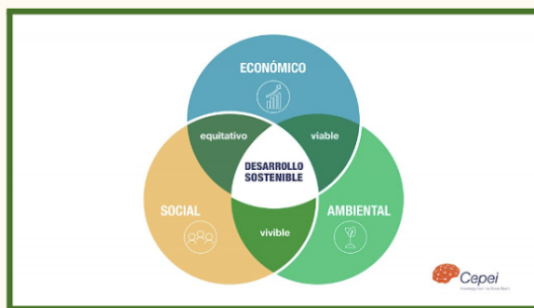 ECONÓMICO
equitativo
viable
DESARROLLO
SOSTENIBLE
SOCIAL
AMBIENTAL
vivible
Cepei